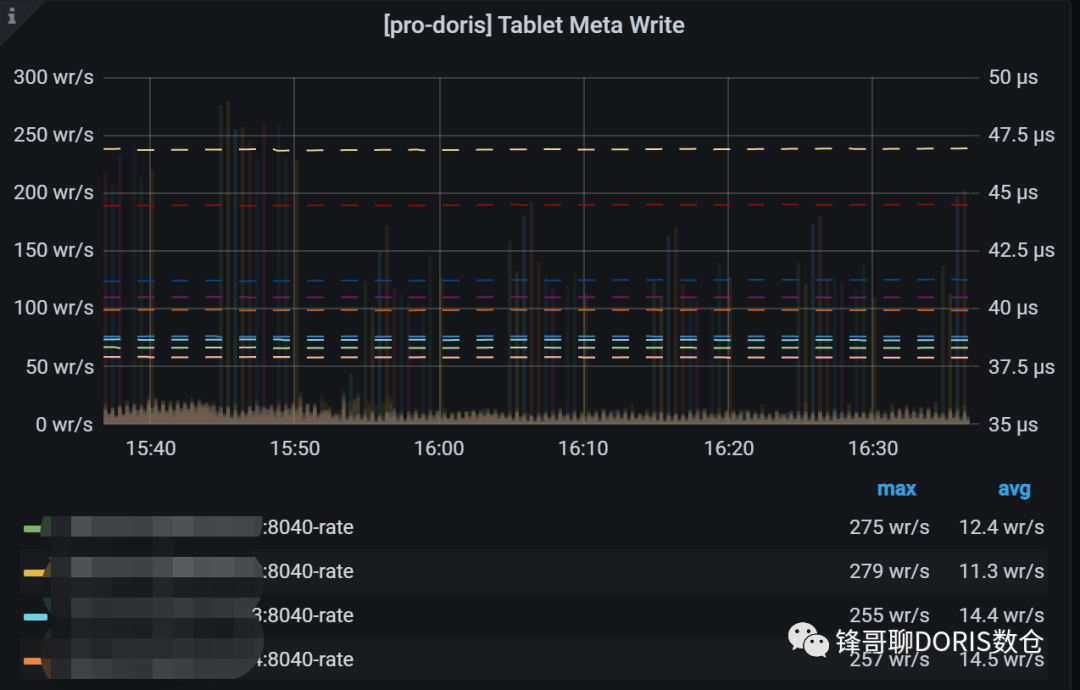 i
[pro-doris] Tablet Meta Write
300 wr/s 50 µs
250 wr/s 47.5 µs
200 wr/s 45 µs
150 wr/s 42.5 µs
100 wr/s 40 µs
50 wr/s 37.5 µs
0 wr/s 35 µs
15:40 15:50 16:00 16:10 16:20 16:30
max avg
:8040-rate 275 wr/s 12.4 wr/s
:8040-rate 279 wr/s 11.3 wr/s
3:8040-rate 255 wr/s 14.4 wr/s
锋哥聊DORIS数仓
4:8040-rate 257 wr/s 14.5 wr/s